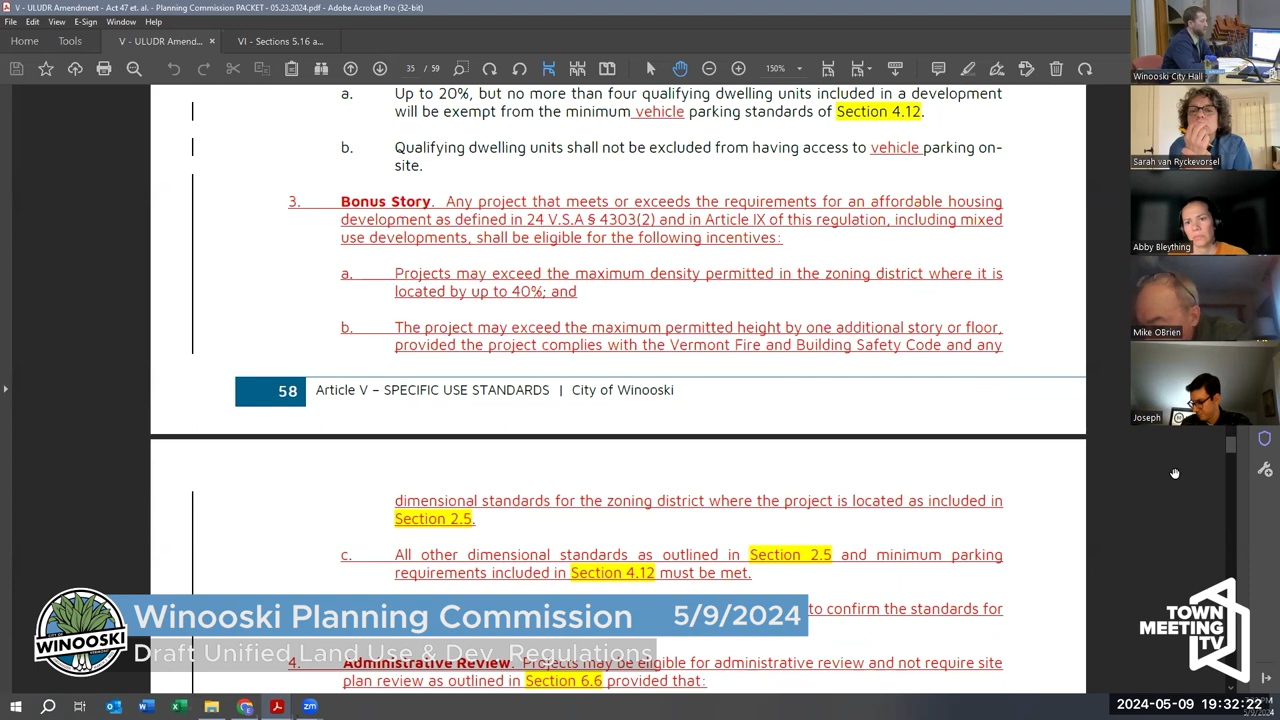 V - ULUDR Amendment - Act 47 et. al. - Planning Commission PACKET - 05.23.2024.pdf - Adobe Acrobat Pro (32-bit)
File Edit View E-Sign Window Help
Home Tools V - ULUDR Amend... × VI - Sections 5.16 a...
35 / 59 150%
a. Up to 20%, but no more than four qualifying dwelling units included in a development
will be exempt from the minimum vehicle parking standards of Section 4.12.
b. Qualifying dwelling units shall not be excluded from having access to vehicle parking on-
site.
3. Bonus Story. Any project that meets or exceeds the requirements for an affordable housing
development as defined in 24 V.S.A § 4303(2) and in Article IX of this regulation, including mixed
use developments, shall be eligible for the following incentives:
a. Projects may exceed the maximum density permitted in the zoning district where it is
located by up to 40%; and
b. The project may exceed the maximum permitted height by one additional story or floor,
provided the project complies with the Vermont Fire and Building Safety Code and any
58 Article V – SPECIFIC USE STANDARDS | City of Winooski
dimensional standards for the zoning district where the project is located as included in
Section 2.5.
c. All other dimensional standards as outlined in Section 2.5 and minimum parking
requirements included in Section 4.12 must be met.
to confirm the standards for
4. Administrative Review. Projects may be eligible for administrative review and not require site
plan review as outlined in Section 6.6 provided that:
Winooski City Hall
Sarah van Ryckevorsel
Abby Bleything
Mike OBrien
Joseph
CITY OF
WINOOSKI
VERMONT
Winooski Planning Commission 5/9/2024
Draft Unified Land Use & Dev. Regulations
TOWN
MEETING
TV
2024-05-09 19:32:22